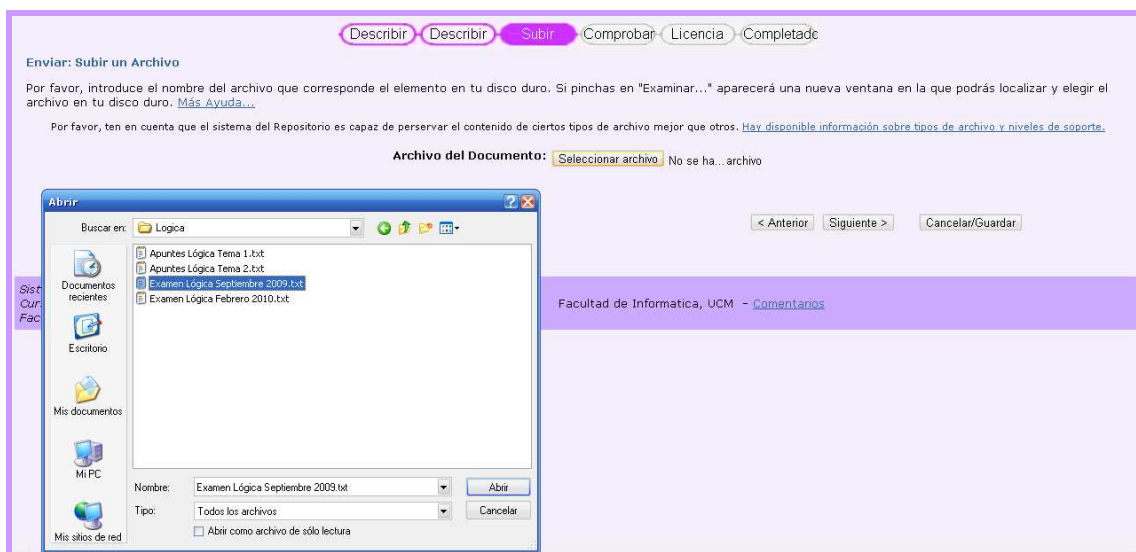 Describir Describir Subir Comprobar Licencia Completado
Enviar: Subir un Archivo
Por favor, introduce el nombre del archivo que corresponde el elemento en tu disco duro. Si pinchas en "Examinar..." aparecerá una nueva ventana en la que podrás localizar y elegir el
archivo en tu disco duro. Más Ayuda...
Por favor, ten en cuenta que el sistema del Repositorio es capaz de perservar el contenido de ciertos tipos de archivo mejor que otros. Hay disponible información sobre tipos de archivo y niveles de soporte.
Archivo del Documento: Seleccionar archivo No se ha...archivo
Abrir
Buscar en: Logica
Apuntes Lógica Tema 1.txt
Apuntes Lógica Tema 2.txt
Examen Lógica Septiembre 2009.txt
Examen Lógica Febrero 2010.txt
Documentos
recientes
Escritorio
Mis documentos
Mi PC
Mis sitios de red
Nombre: Examen Lógica Septiembre 2009.txt Abrir
Tipo: Todos los archivos Cancelar
Abrir como archivo de sólo lectura
< Anterior Siguiente > Cancelar/Guardar
Sist
Cur
Fac
Facultad de Informatica, UCM - Comentarios